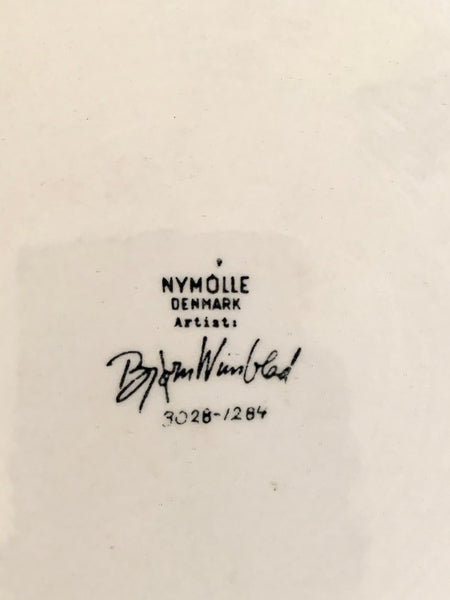 NYMÖLLE
DENMARK
Artist:
Bjørn Wiinblad
3028-1284